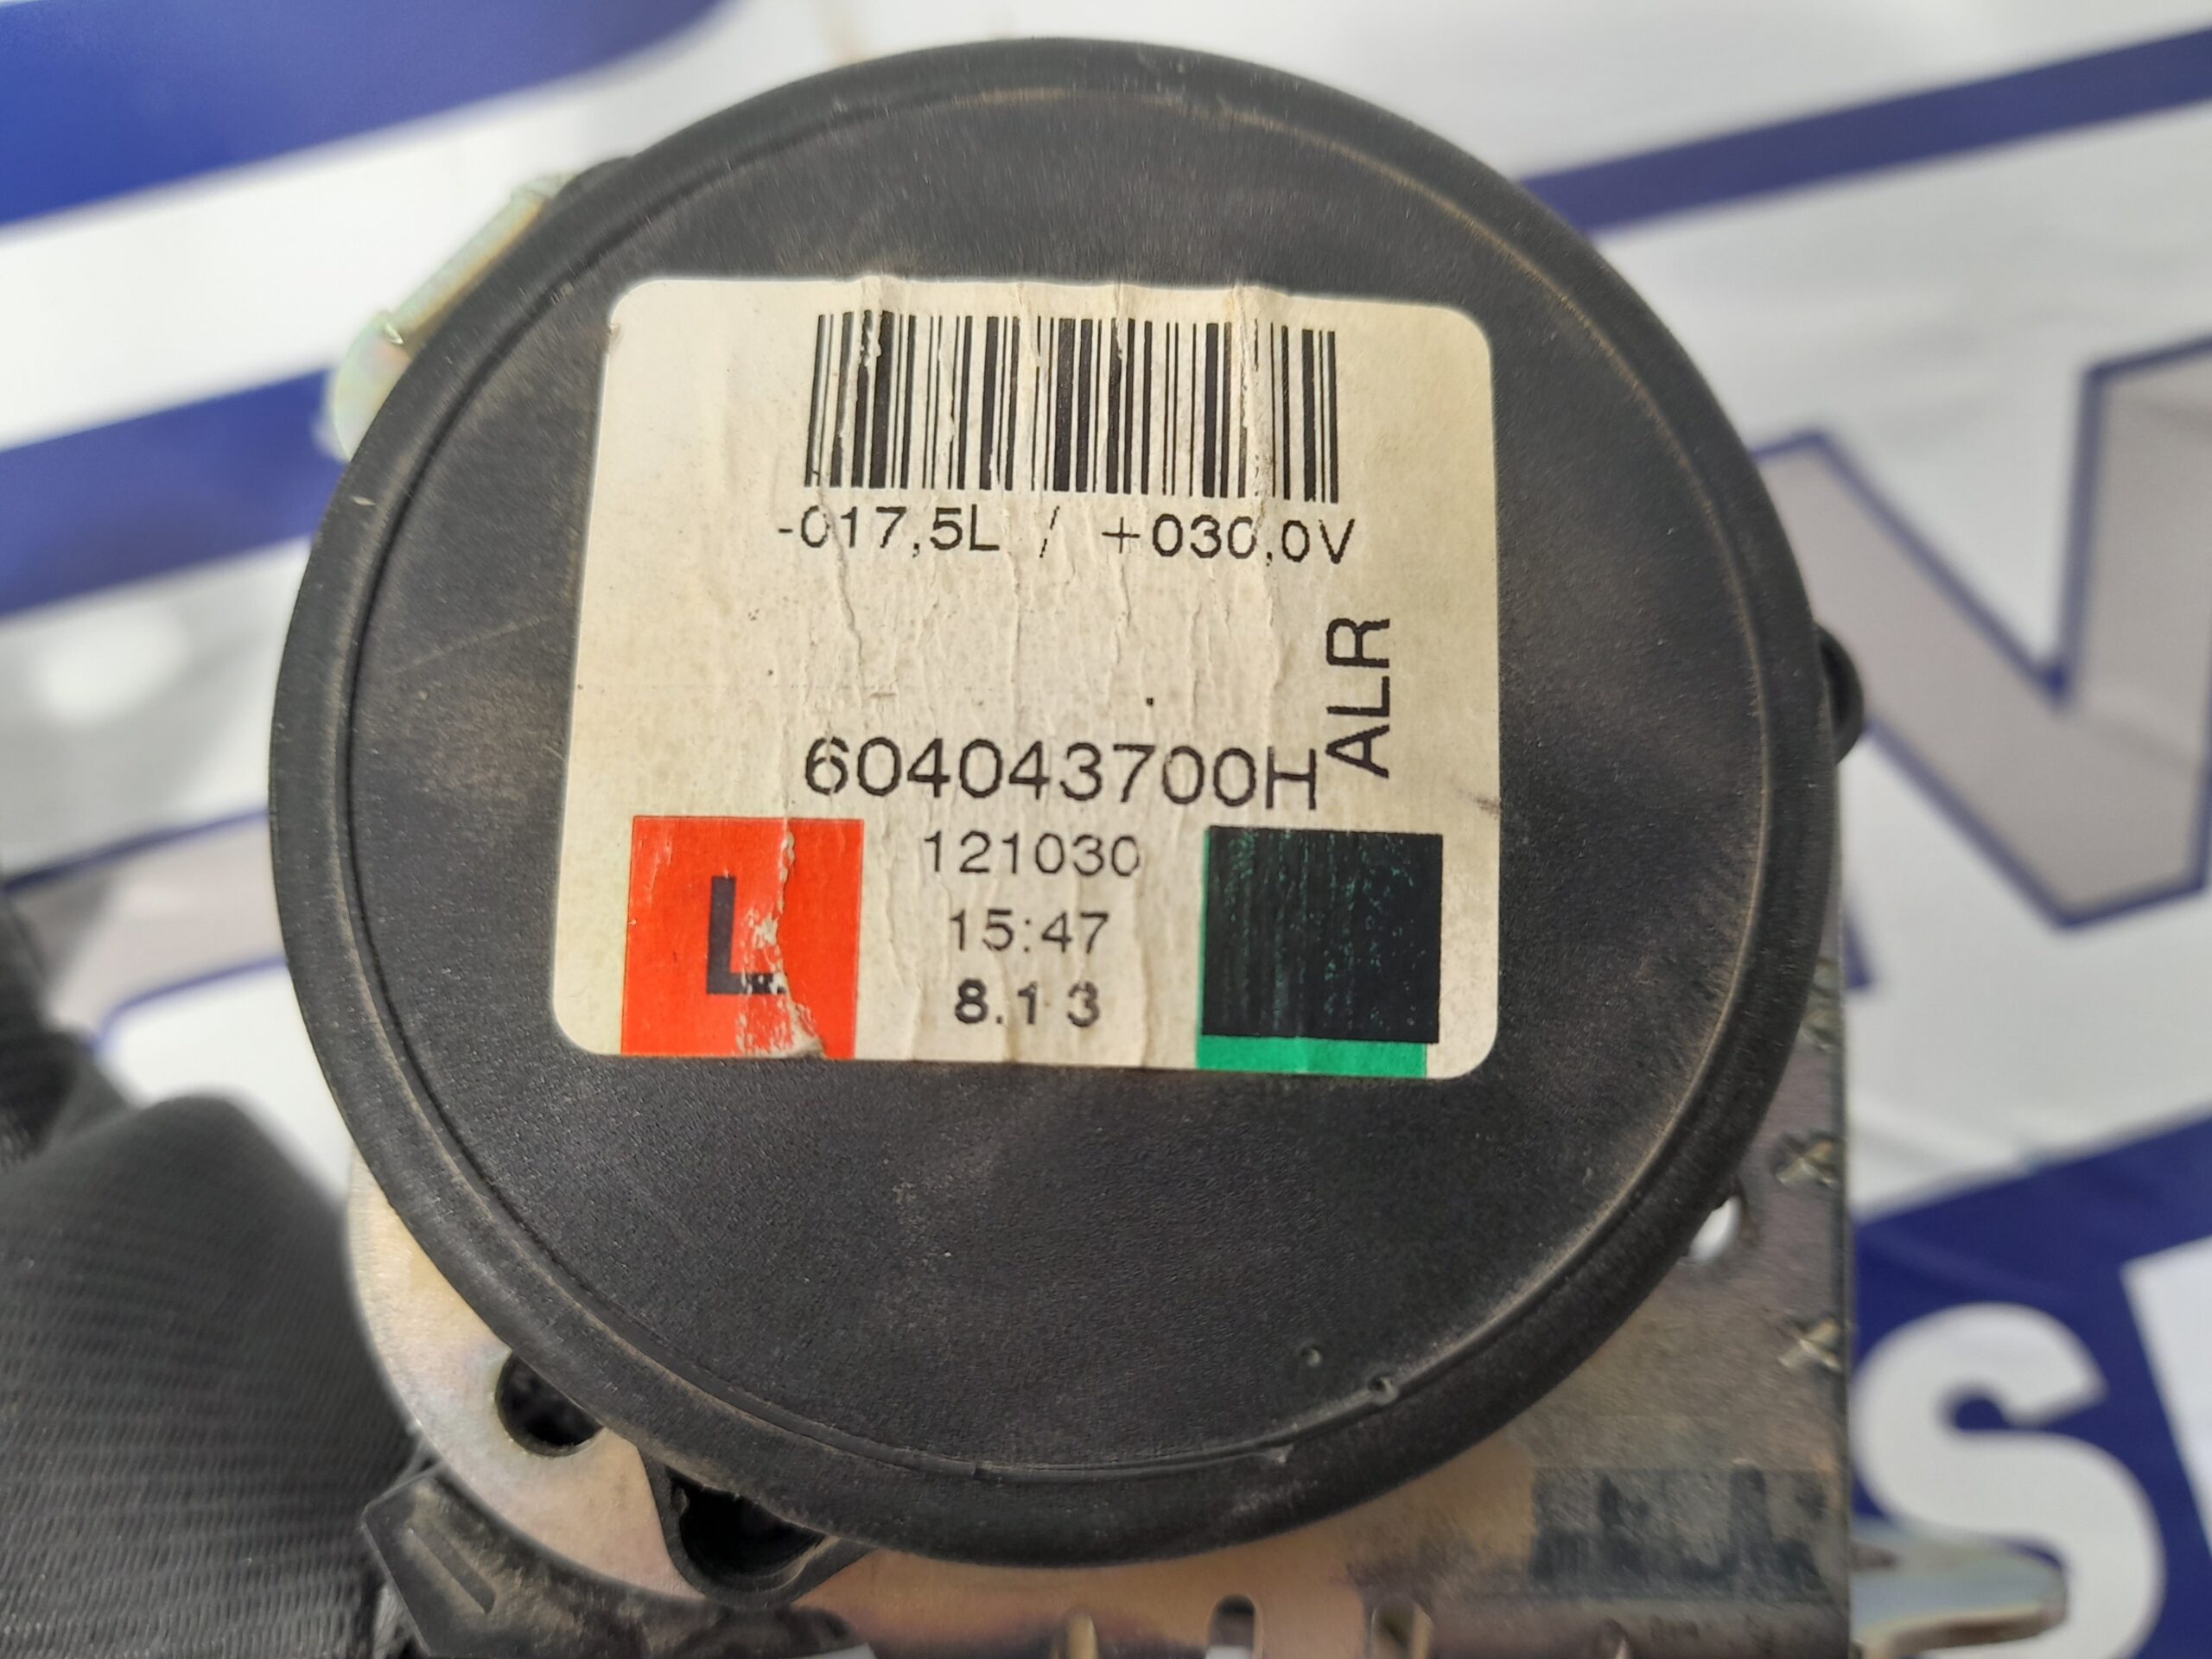 -017,5L / +030,0V
ALR
604043700H
121030
15:47
8.13
L
S